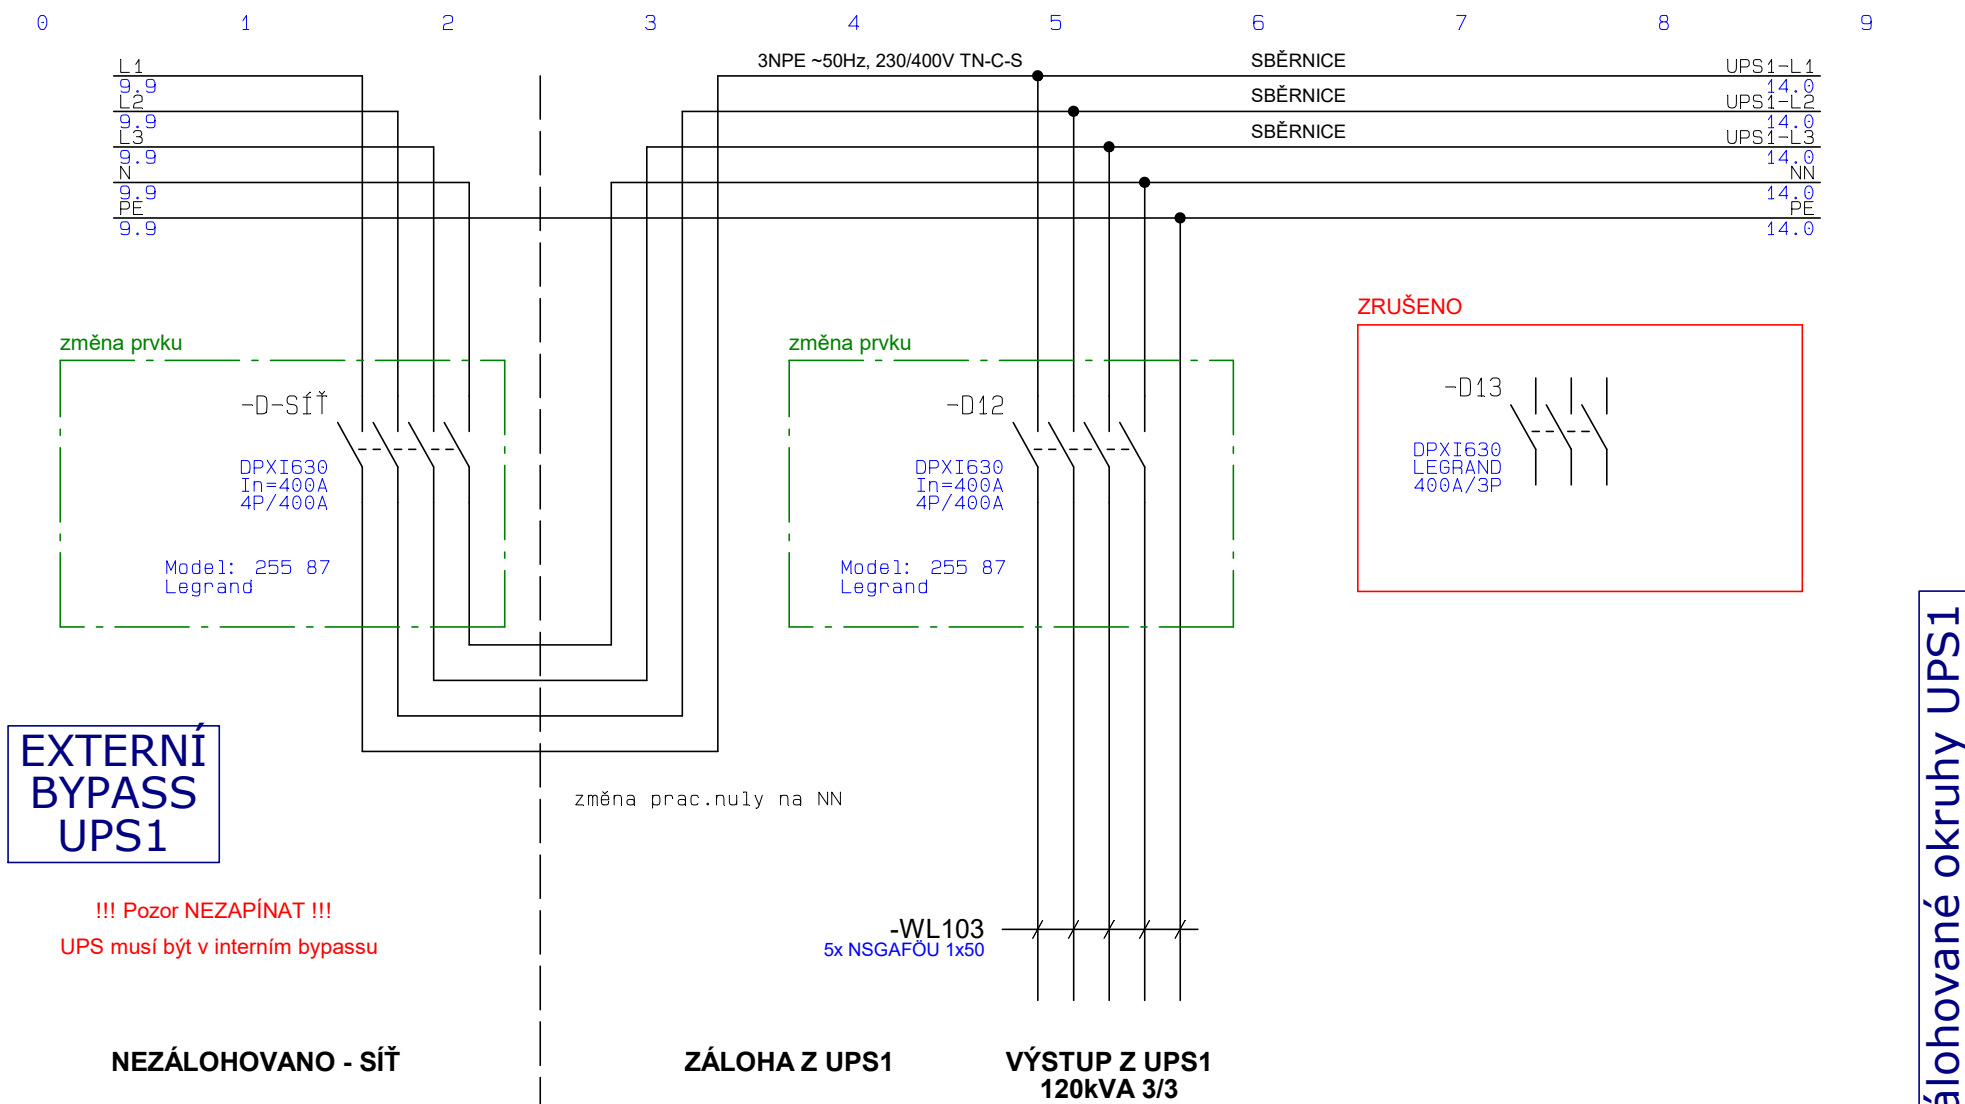 0 1 2 3 4 5 6 7 8 9
3NPE ~50Hz, 230/400V TN-C-S
L1
9.9
L2
9.9
L3
9.9
N
9.9
PE
9.9
SBĚRNICE
SBĚRNICE
SBĚRNICE
UPS1-L1
14.0
UPS1-L2
14.0
UPS1-L3
14.0
NN
14.0
PE
14.0
změna prvku
-D-SÍŤ
DPXI630
In=400A
4P/400A
Model: 255 87
Legrand
změna prvku
-D12
DPXI630
In=400A
4P/400A
Model: 255 87
Legrand
ZRUŠENO
-D13
DPXI630
LEGRAND
400A/3P
EXTERNÍ
BYPASS
UPS1
změna prac.nuly na NN
!!! Pozor NEZAPÍNAT !!!
UPS musí být v interním bypassu
-WL103
5x NSGAFÖU 1x50
NEZÁLOHOVANO - SÍŤ
ZÁLOHA Z UPS1
VÝSTUP Z UPS1
120kVA 3/3
álohované okruhy UPS1